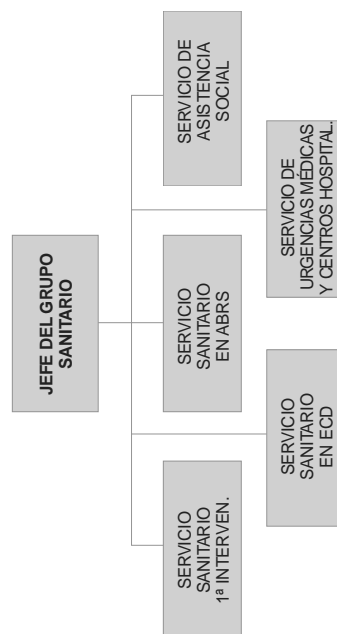 JEFE DEL GRUPO
SANITARIO
SERVICIO
SANITARIO
1ª INTERVEN.
SERVICIO
SANITARIO
EN ECD
SERVICIO
SANITARIO
EN ABRS
SERVICIO DE
URGENCIAS MÉDICAS
Y CENTROS HOSPITAL.
SERVICIO DE
ASISTENCIA
SOCIAL